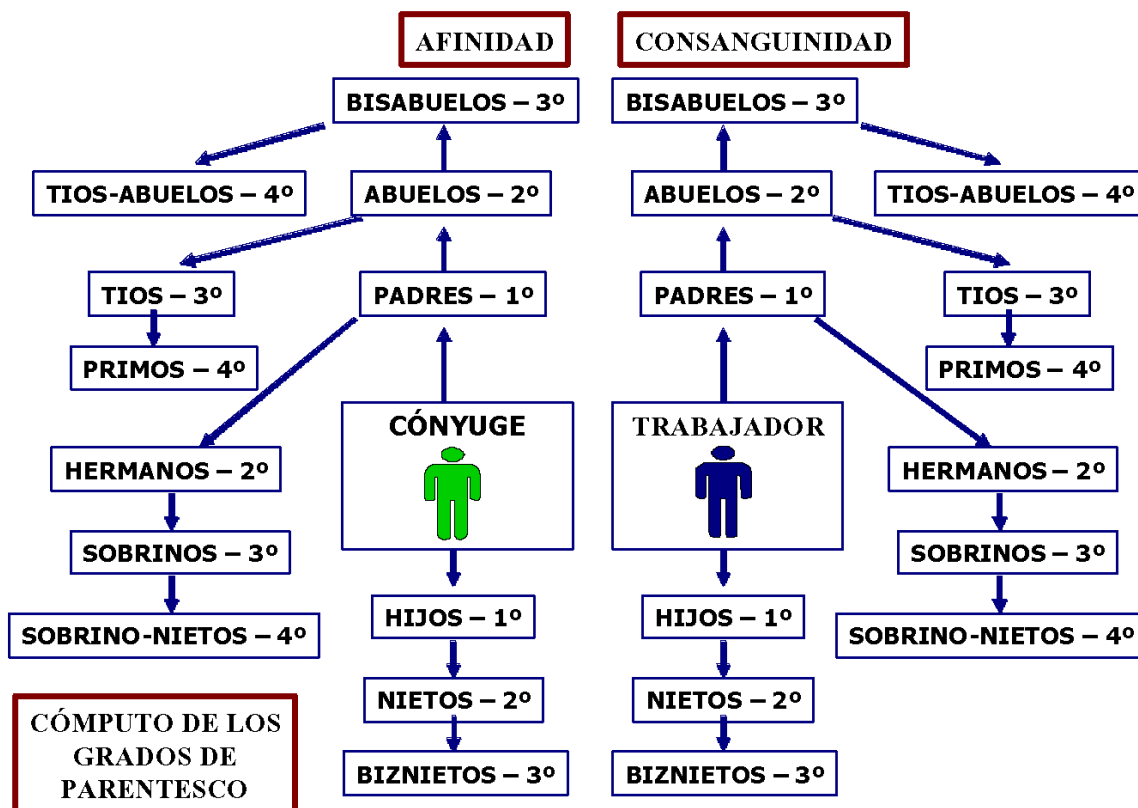 AFINIDAD
CONSANGUINIDAD
BISABUELOS – 3º
BISABUELOS – 3º
TIOS-ABUELOS – 4º
ABUELOS – 2º
ABUELOS – 2º
TIOS-ABUELOS – 4º
TIOS – 3º
PADRES – 1º
PADRES – 1º
TIOS – 3º
PRIMOS – 4º
PRIMOS – 4º
CÓNYUGE
TRABAJADOR
HERMANOS – 2º
HERMANOS – 2º
SOBRINOS – 3º
SOBRINOS – 3º
HIJOS – 1º
HIJOS – 1º
SOBRINO-NIETOS – 4º
SOBRINO-NIETOS – 4º
NIETOS – 2º
NIETOS – 2º
BIZNIETOS – 3º
BIZNIETOS – 3º
CÓMPUTO DE LOS
GRADOS DE
PARENTESCO